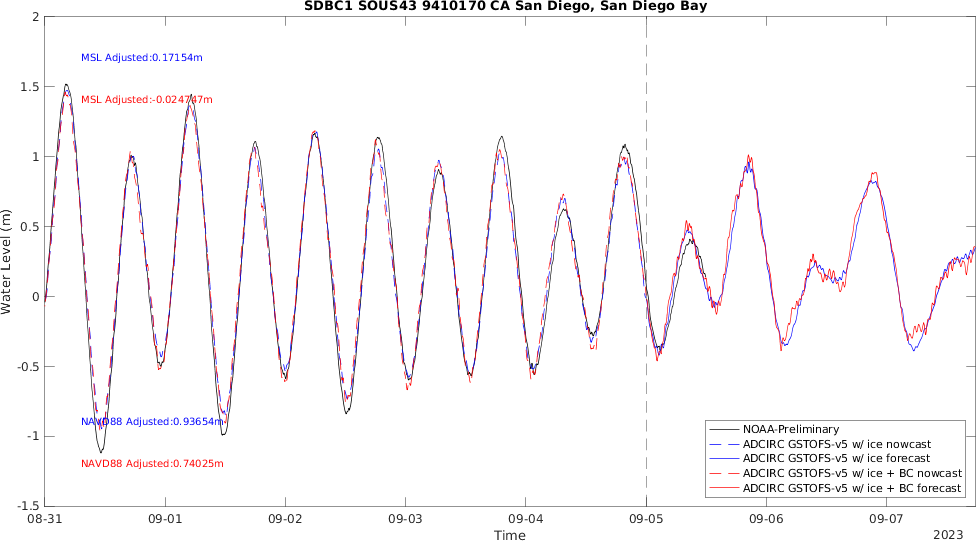 SDBC1 SOUS43 9410170 CA San Diego, San Diego Bay
2
1.5
1
0.5
0
-0.5
-1
-1.5
Water Level (m)
MSL Adjusted:0.17154m
MSL Adjusted:-0.024747m
NAVD88 Adjusted:0.93654m
NAVD88 Adjusted:0.74025m
NOAA-Preliminary
ADCIRC GSTOFS-v5 w/ ice nowcast
ADCIRC GSTOFS-v5 w/ ice forecast
ADCIRC GSTOFS-v5 w/ ice + BC nowcast
ADCIRC GSTOFS-v5 w/ ice + BC forecast
08-31 09-01 09-02 09-03 09-04 09-05 09-06 09-07
Time
2023